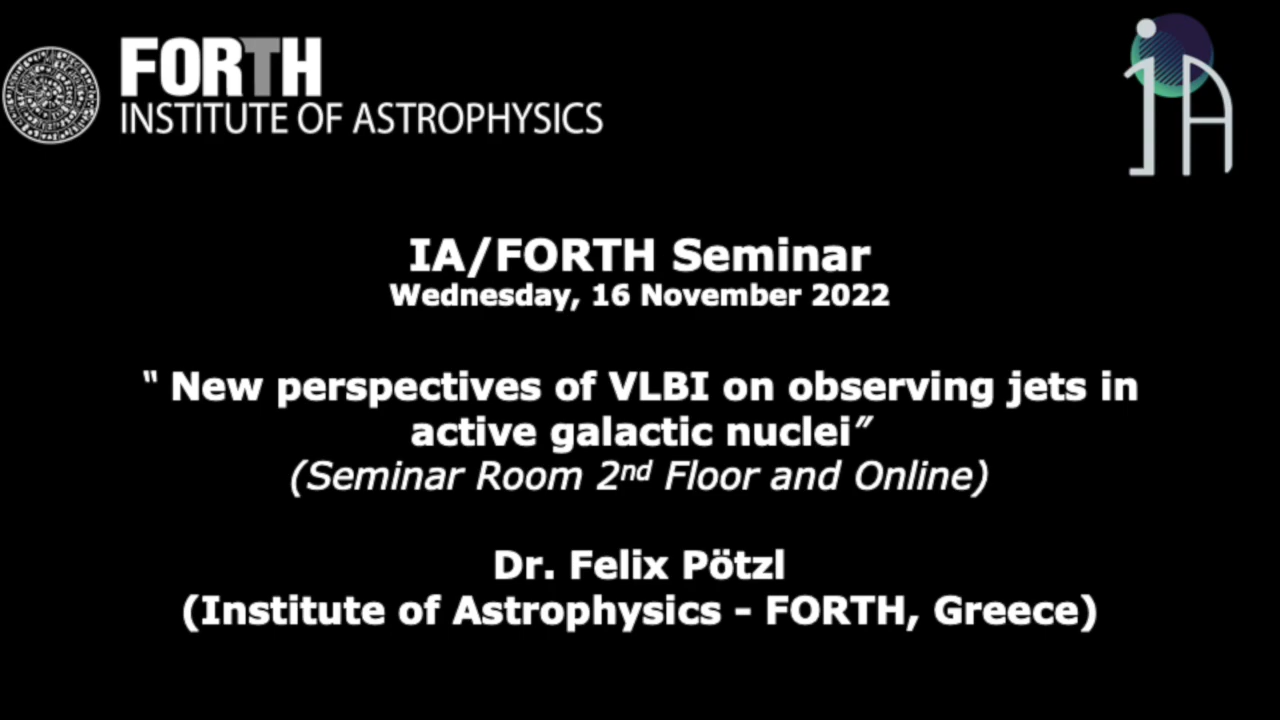 FORTH
INSTITUTE OF ASTROPHYSICS
IA
IA/FORTH Seminar
Wednesday, 16 November 2022
“ New perspectives of VLBI on observing jets in
active galactic nuclei”
(Seminar Room 2nd Floor and Online)
Dr. Felix Pötzl
(Institute of Astrophysics - FORTH, Greece)